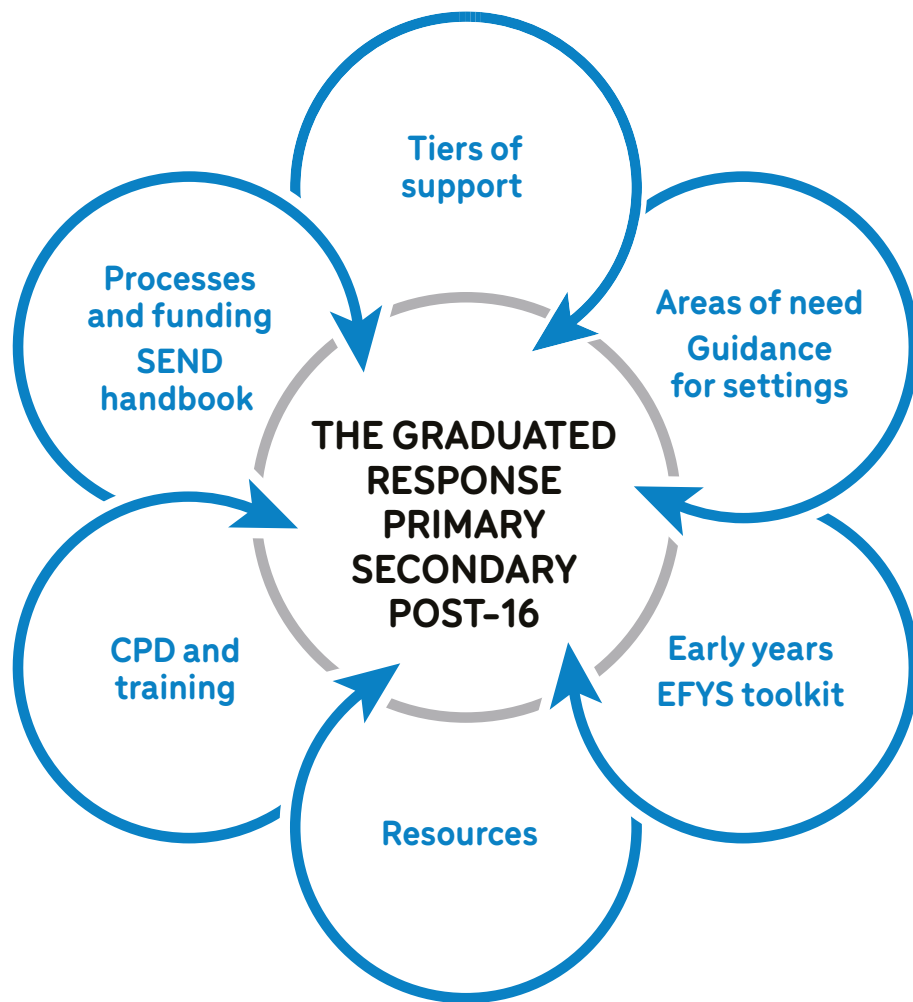 Tiers of
support
Processes
and funding
SEND
handbook
Areas of need
Guidance
for settings
THE GRADUATED
RESPONSE
PRIMARY
SECONDARY
POST-16
CPD and
training
Early years
EFYS toolkit
Resources